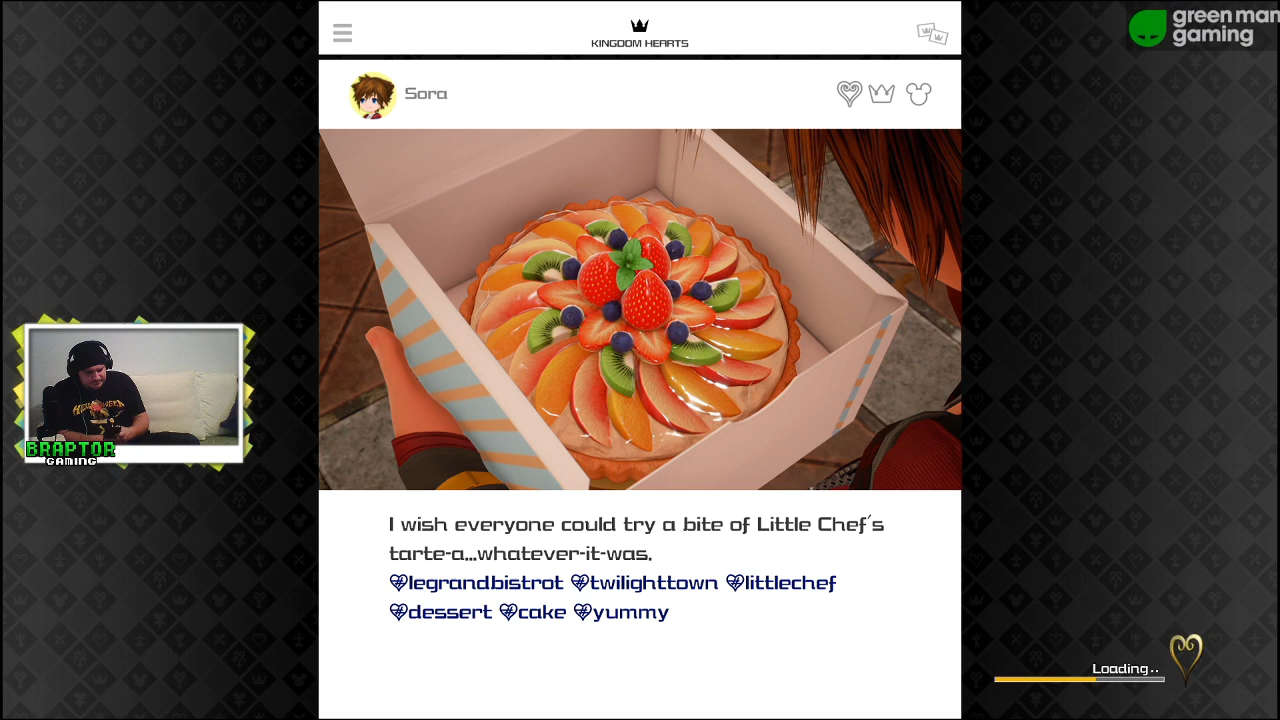 green man
gaming
KINGDOM HEARTS
Sora
I wish everyone could try a bite of Little Chef's
tarte-a...whatever-it-was.
legrandbistrot twilighttown littlechef
dessert cake yummy
BRAPTOR
GAMING
Loading..